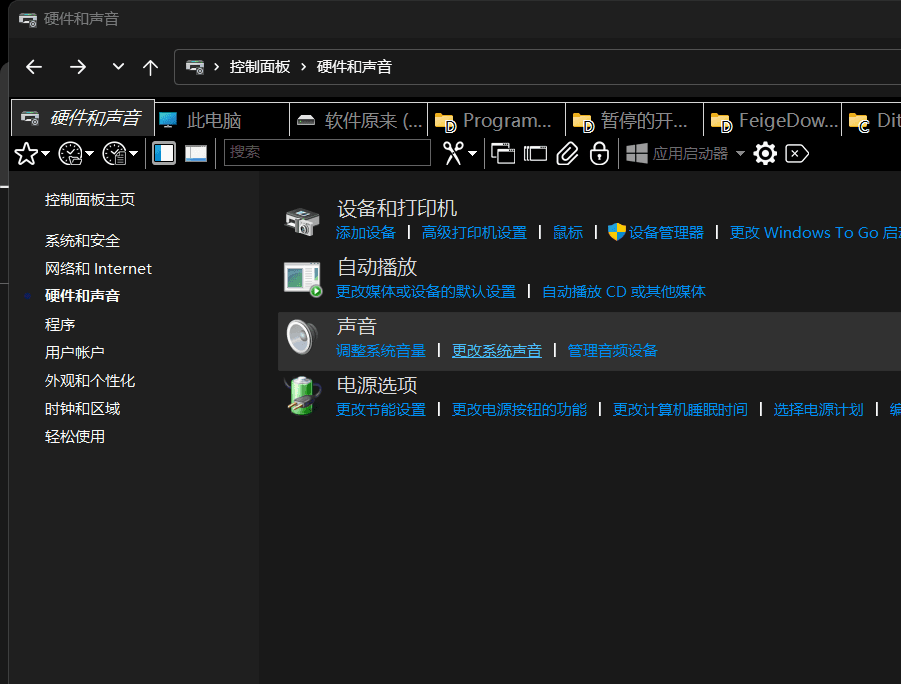 硬件和声音
控制面板 › 硬件和声音
硬件和声音 此电脑 软件原来 (... Program... 暂停的开... FeigeDow... Dit
搜索 应用启动器
控制面板主页
系统和安全
网络和 Internet
硬件和声音
程序
用户帐户
外观和个性化
时钟和区域
轻松使用
设备和打印机
添加设备 | 高级打印机设置 | 鼠标 | 设备管理器 | 更改 Windows To Go 启
自动播放
更改媒体或设备的默认设置 | 自动播放 CD 或其他媒体
声音
调整系统音量 | 更改系统声音 | 管理音频设备
电源选项
更改节能设置 | 更改电源按钮的功能 | 更改计算机睡眠时间 | 选择电源计划 |